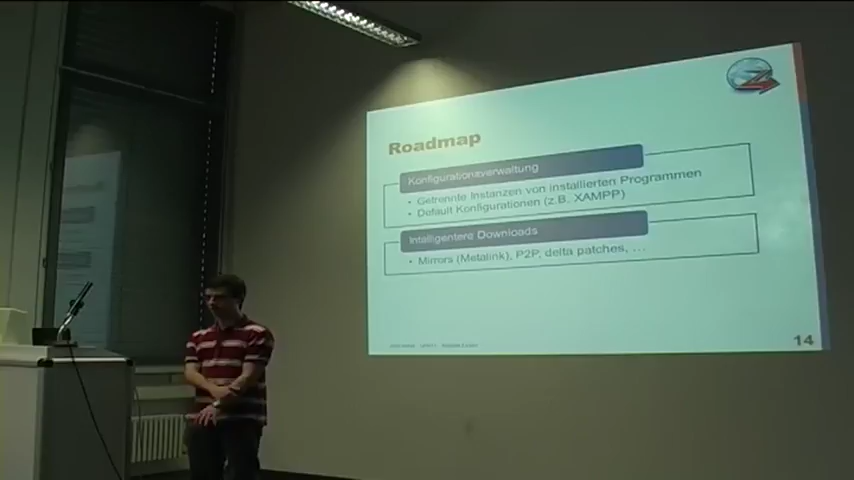 Roadmap
Konfigurationsverwaltung
• Getrennte Instanzen von installierten Programmen
• Default Konfigurationen (z.B. XAMPP)
Intelligentere Downloads
• Mirrors (Metalink), P2P, delta patches, ...
14